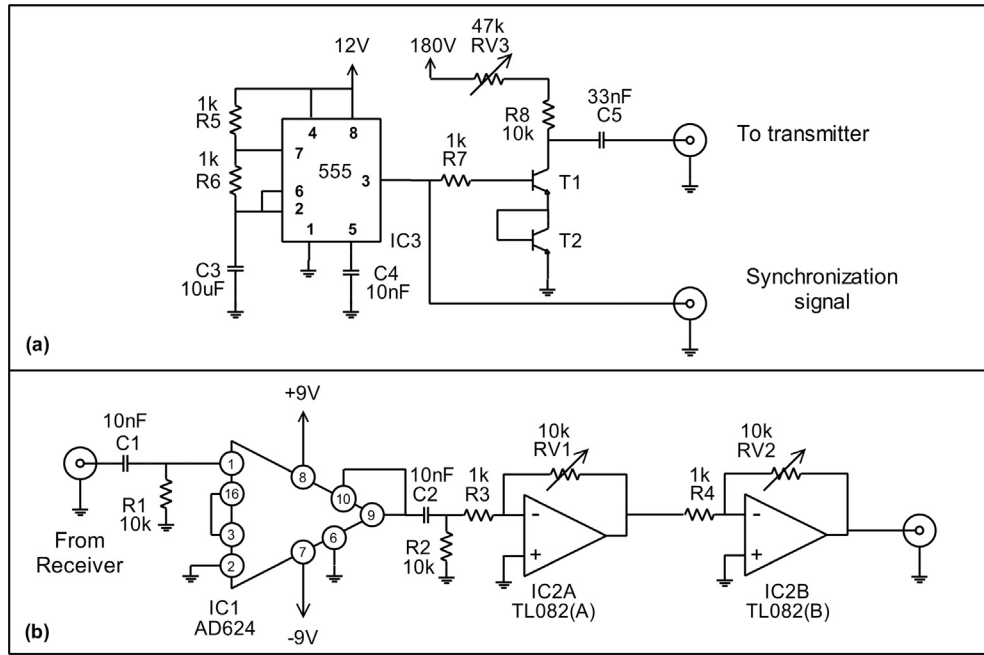 12V
180V
47k
RV3
1k
R5
1k
R6
4
8
7
555
6
2
3
1
5
IC3
C3
10uF
C4
10nF
1k
R7
R8
10k
33nF
C5
T1
T2
To transmitter
Synchronization
signal
(a)
+9V
10nF
C1
R1
10k
From
Receiver
1
16
3
2
8
10
9
6
7
IC1
AD624
-9V
10nF
C2
R2
10k
1k
R3
10k
RV1
-
+
IC2A
TL082(A)
1k
R4
10k
RV2
-
+
IC2B
TL082(B)
(b)